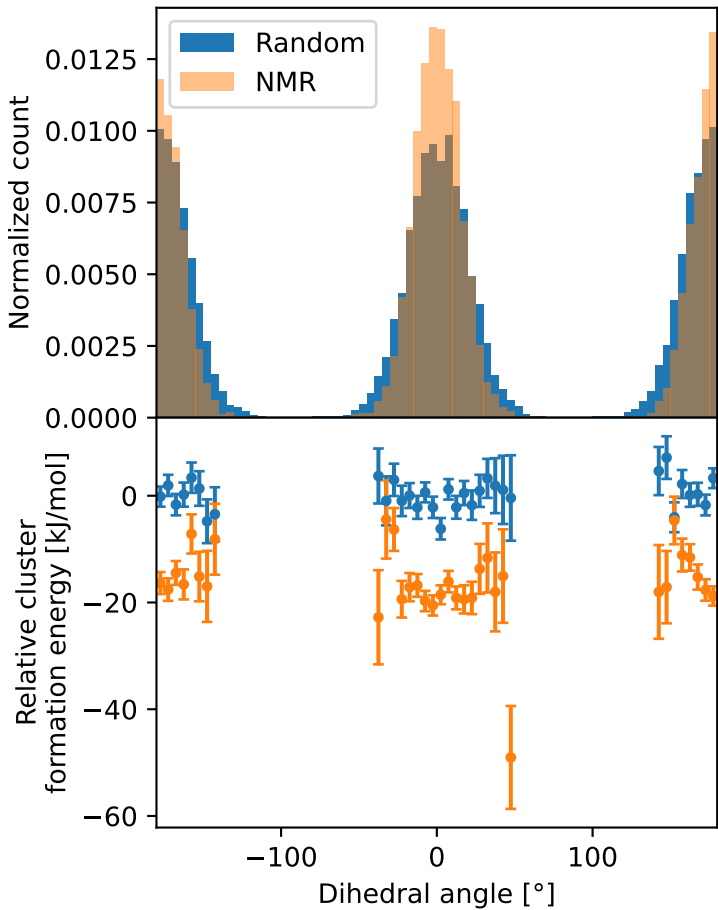 Random
NMR
Normalized count
0.0125
0.0100
0.0075
0.0050
0.0025
0.0000
Relative cluster
formation energy [kJ/mol]
0
−20
−40
−60
−100
0
100
Dihedral angle [°]